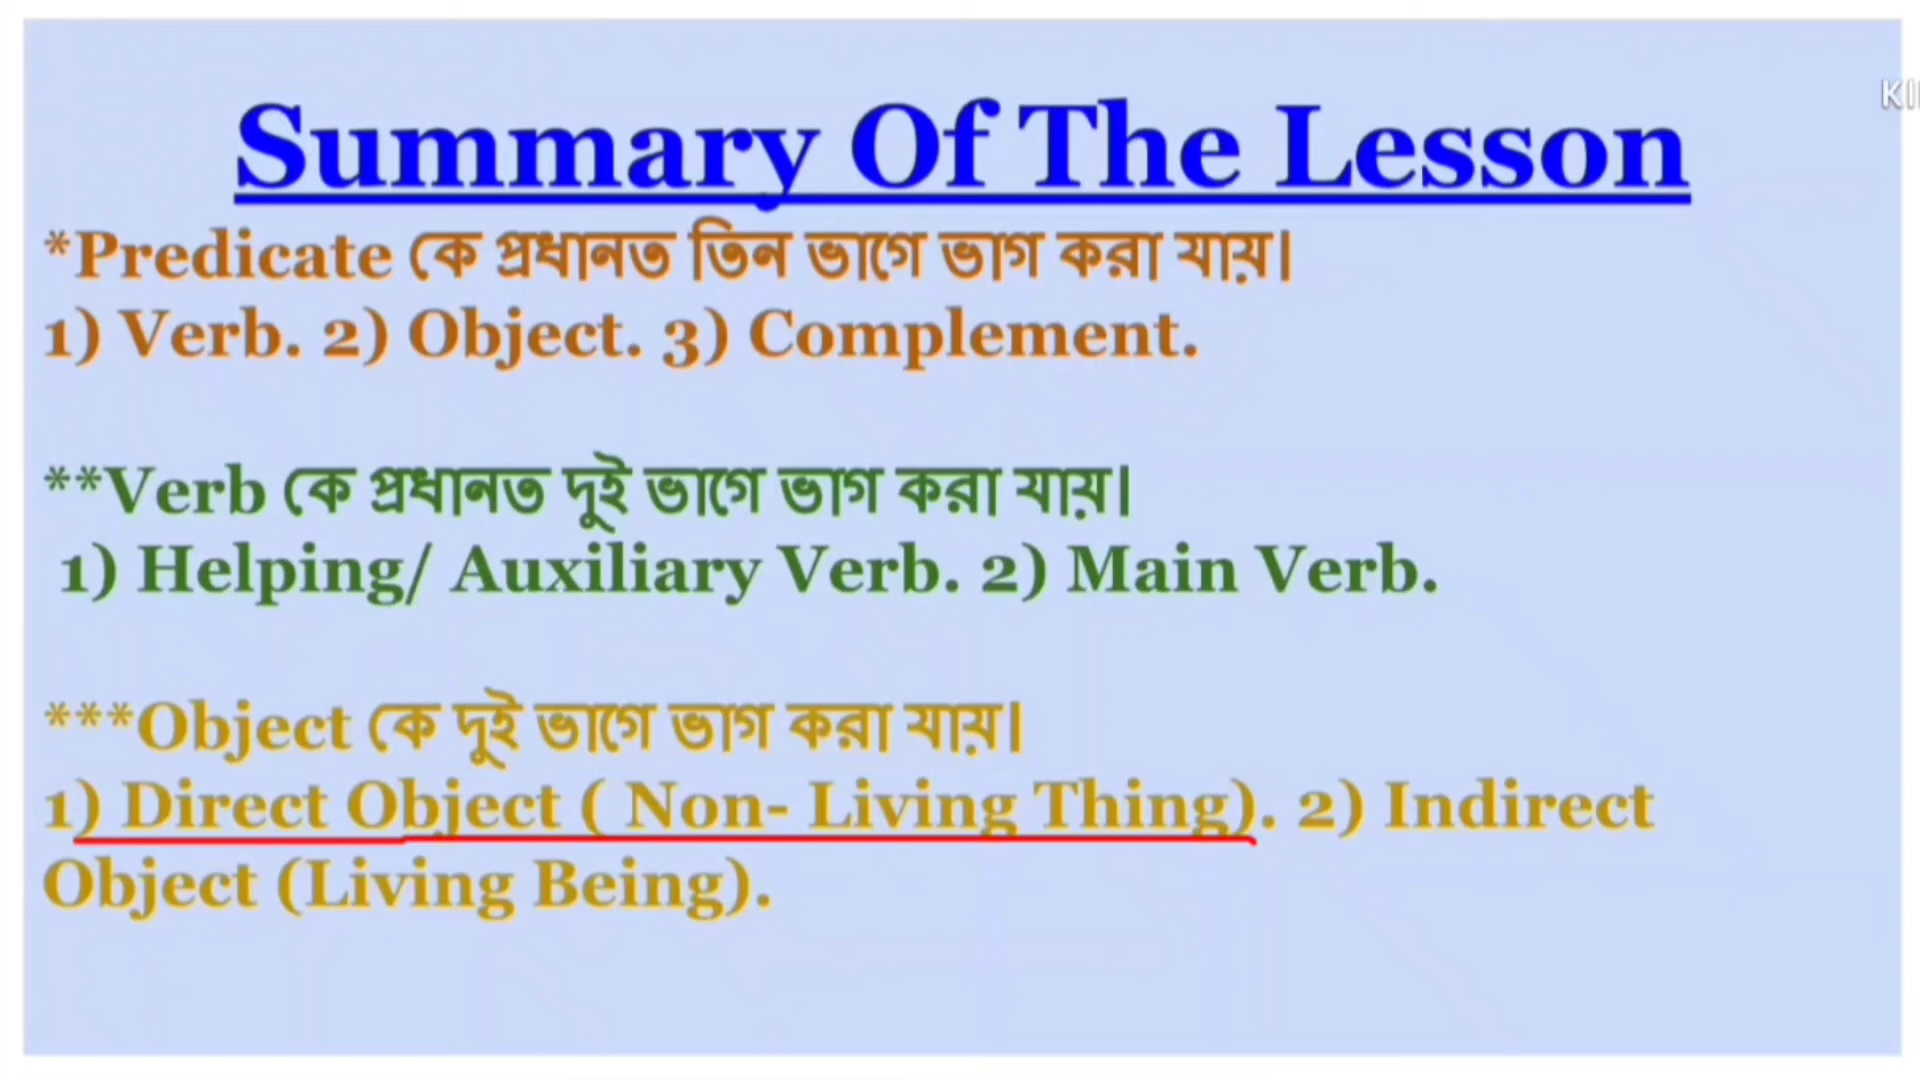 Summary Of The Lesson
*Predicate কে প্রধানত তিন ভাগে ভাগ করা যায়।
1) Verb. 2) Object. 3) Complement.
**Verb কে প্রধানত দুই ভাগে ভাগ করা যায়।
1) Helping/ Auxiliary Verb. 2) Main Verb.
***Object কে দুই ভাগে ভাগ করা যায়।
1) Direct Object ( Non- Living Thing). 2) Indirect
Object (Living Being).